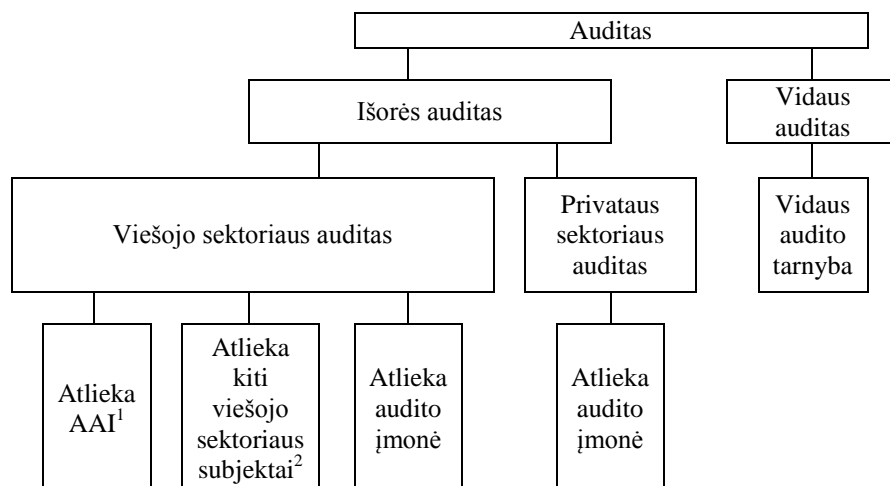 Auditas
Išorės auditas
Vidaus
auditas
Viešojo sektoriaus auditas
Privataus
sektoriaus
auditas
Vidaus
audito
tarnyba
Atlieka
AAI¹
Atlieka
kiti
viešojo
sektoriaus
subjektai²
Atlieka
audito
įmonė
Atlieka
audito
įmonė